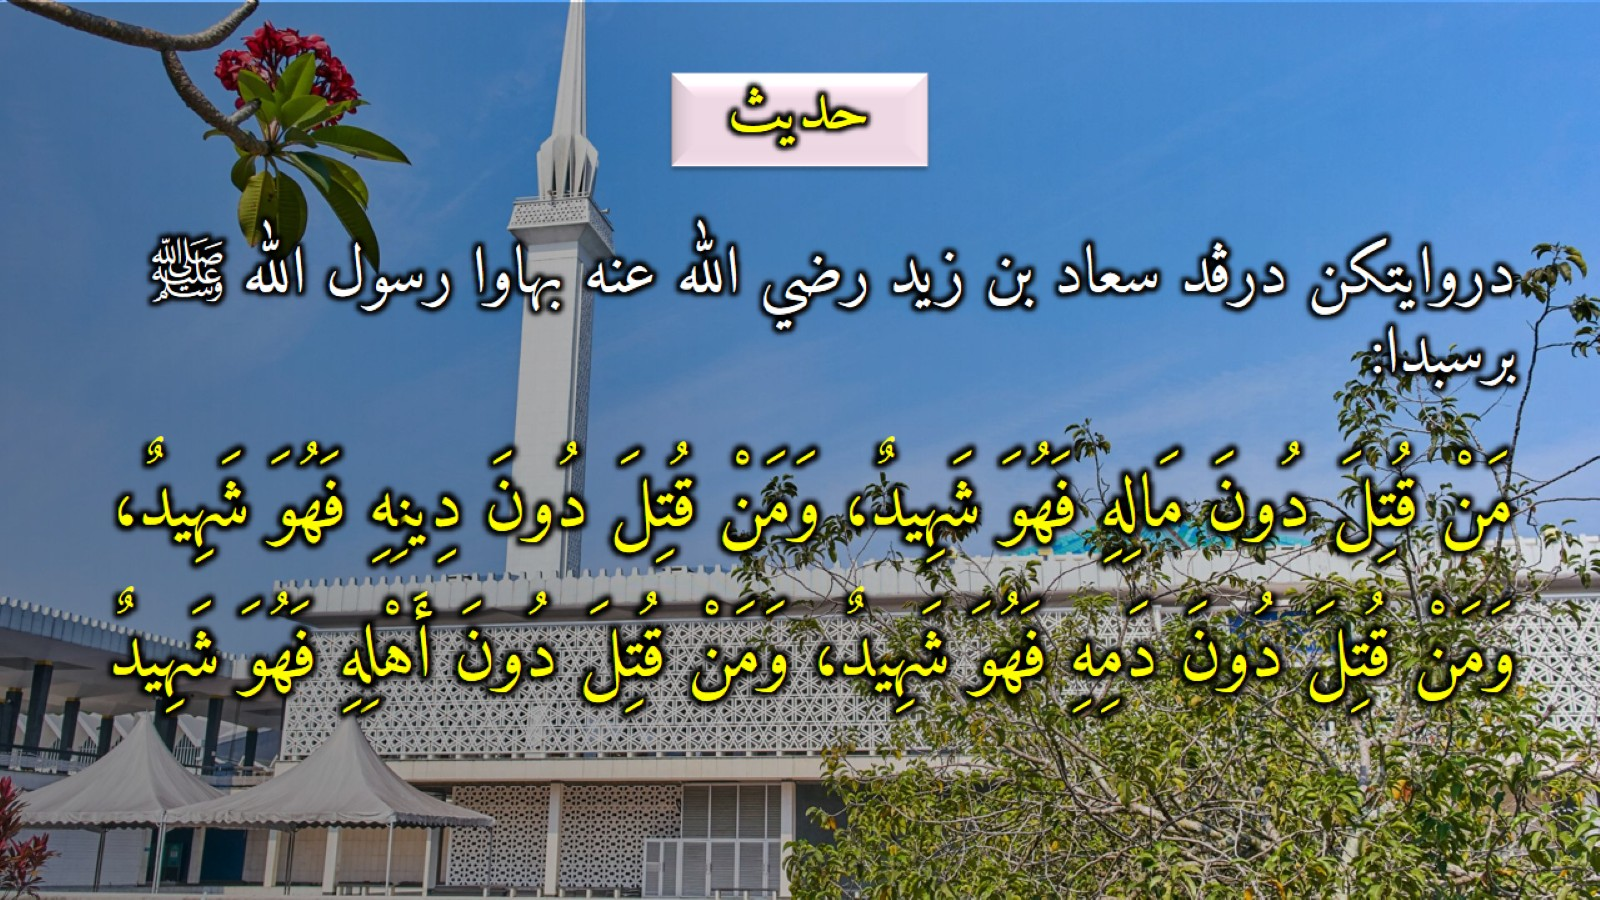 حديث
دروايتكن درڤد سعاد بن زيد رضي الله عنه بهاوا رسول الله ﷺ
برسبدا:
مَنْ قُتِلَ دُونَ مَالِهِ فَهُوَ شَهِيدٌ، وَمَنْ قُتِلَ دُونَ دِينِهِ فَهُوَ شَهِيدٌ،
وَمَنْ قُتِلَ دُونَ دَمِهِ فَهُوَ شَهِيدٌ، وَمَنْ قُتِلَ دُونَ أَهْلِهِ فَهُوَ شَهِيدٌ